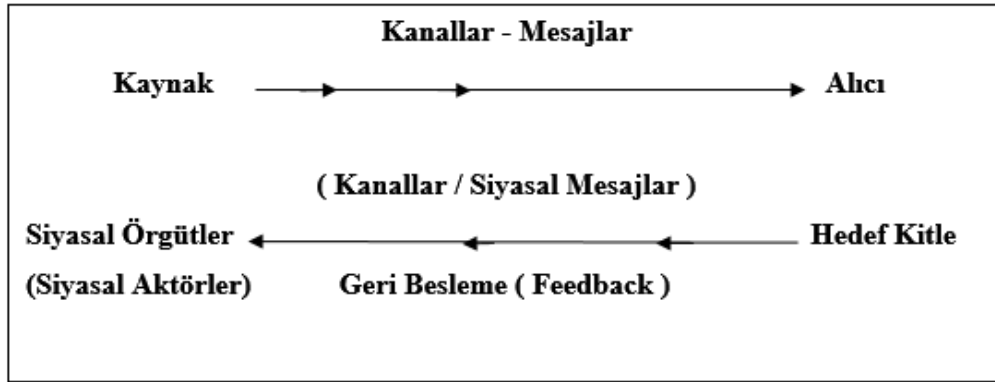 Kanallar - Mesajlar
Kaynak Alıcı
( Kanallar / Siyasal Mesajlar )
Siyasal Örgütler Hedef Kitle
(Siyasal Aktörler) Geri Besleme ( Feedback )